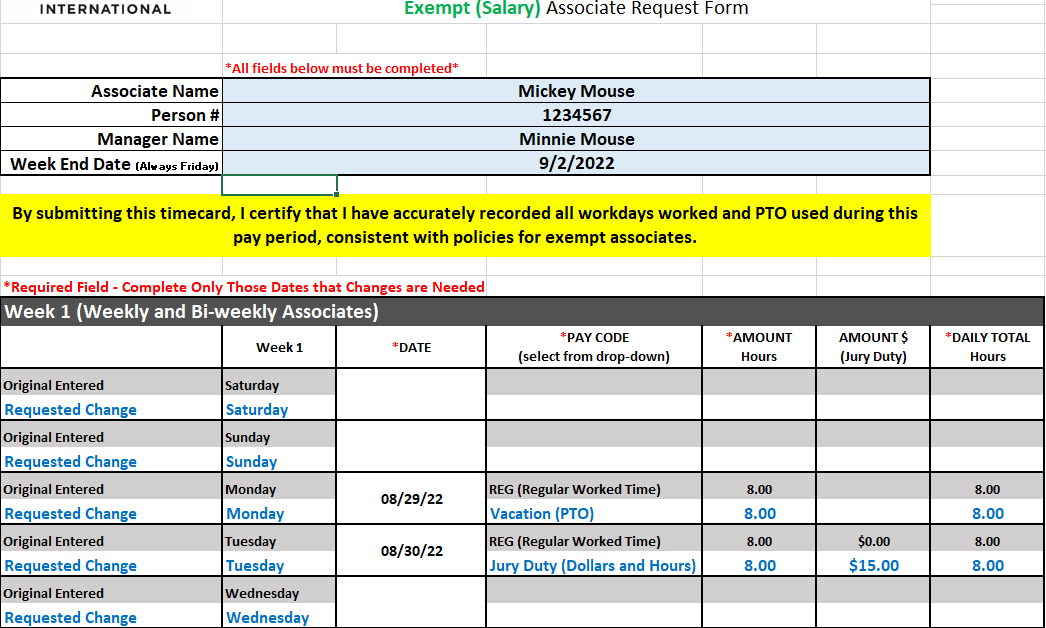 INTERNATIONAL
Exempt (Salary) Associate Request Form
*All fields below must be completed*
Associate Name Mickey Mouse
Person # 1234567
Manager Name Minnie Mouse
Week End Date (Always Friday) 9/2/2022
By submitting this timecard, I certify that I have accurately recorded all workdays worked and PTO used during this
pay period, consistent with policies for exempt associates.
*Required Field - Complete Only Those Dates that Changes are Needed
Week 1 (Weekly and Bi-weekly Associates)
Week 1 *DATE *PAY CODE (select from drop-down) *AMOUNT Hours AMOUNT $ (Jury Duty) *DAILY TOTAL Hours
Original Entered Saturday
Requested Change Saturday
Original Entered Sunday
Requested Change Sunday
Original Entered Monday 08/29/22 REG (Regular Worked Time) 8.00 8.00
Requested Change Monday Vacation (PTO) 8.00 8.00
Original Entered Tuesday 08/30/22 REG (Regular Worked Time) 8.00 $0.00 8.00
Requested Change Tuesday Jury Duty (Dollars and Hours) 8.00 $15.00 8.00
Original Entered Wednesday
Requested Change Wednesday